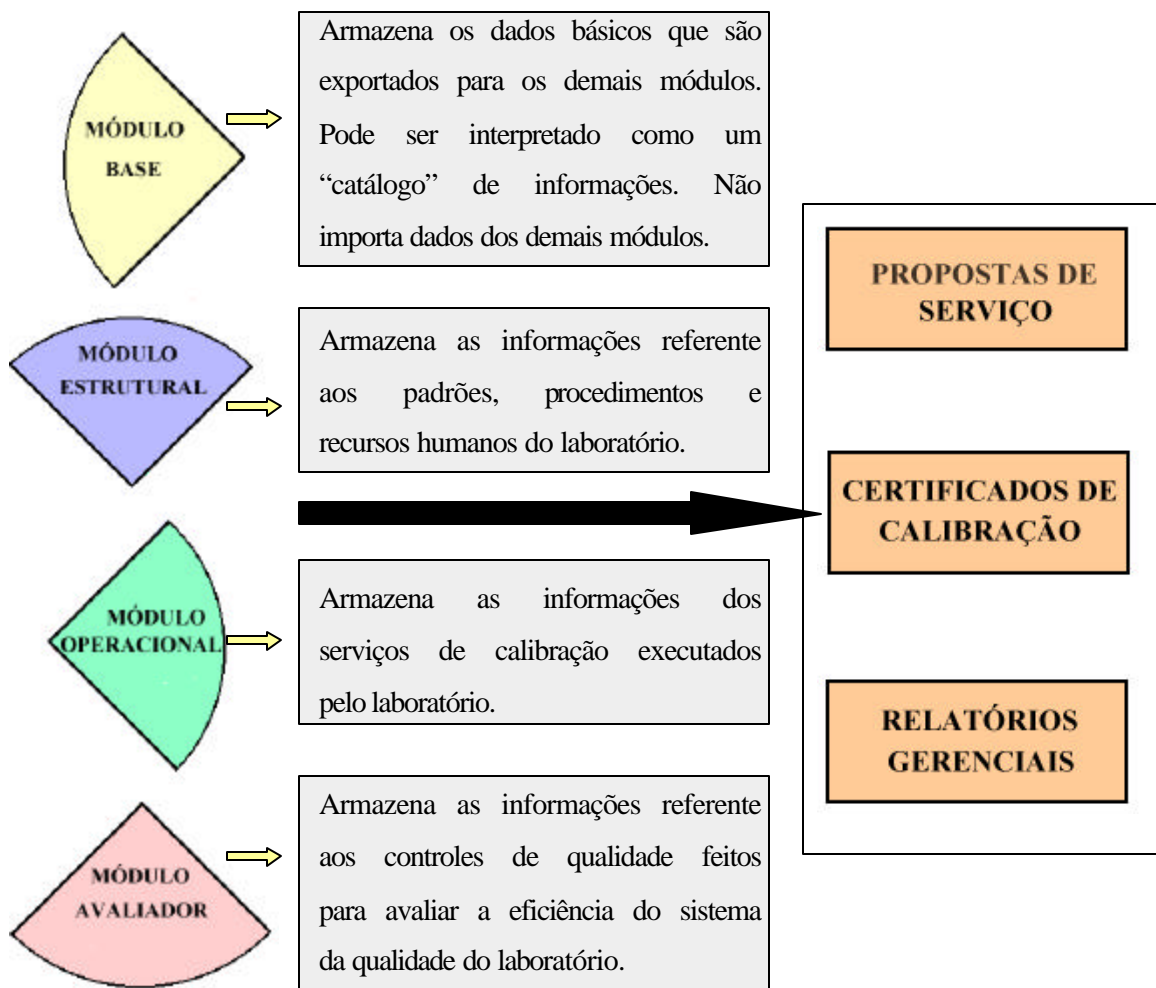 MÓDULO
BASE
Armazena os dados básicos que são
exportados para os demais módulos.
Pode ser interpretado como um
“catálogo” de informações. Não
importa dados dos demais módulos.
MÓDULO
ESTRUTURAL
Armazena as informações referente
aos padrões, procedimentos e
recursos humanos do laboratório.
MÓDULO
OPERACIONAL
Armazena as informações dos
serviços de calibração executados
pelo laboratório.
MÓDULO
AVALIADOR
Armazena as informações referente
aos controles de qualidade feitos
para avaliar a eficiência do sistema
da qualidade do laboratório.
PROPOSTAS DE
SERVIÇO
CERTIFICADOS DE
CALIBRAÇÃO
RELATÓRIOS
GERENCIAIS